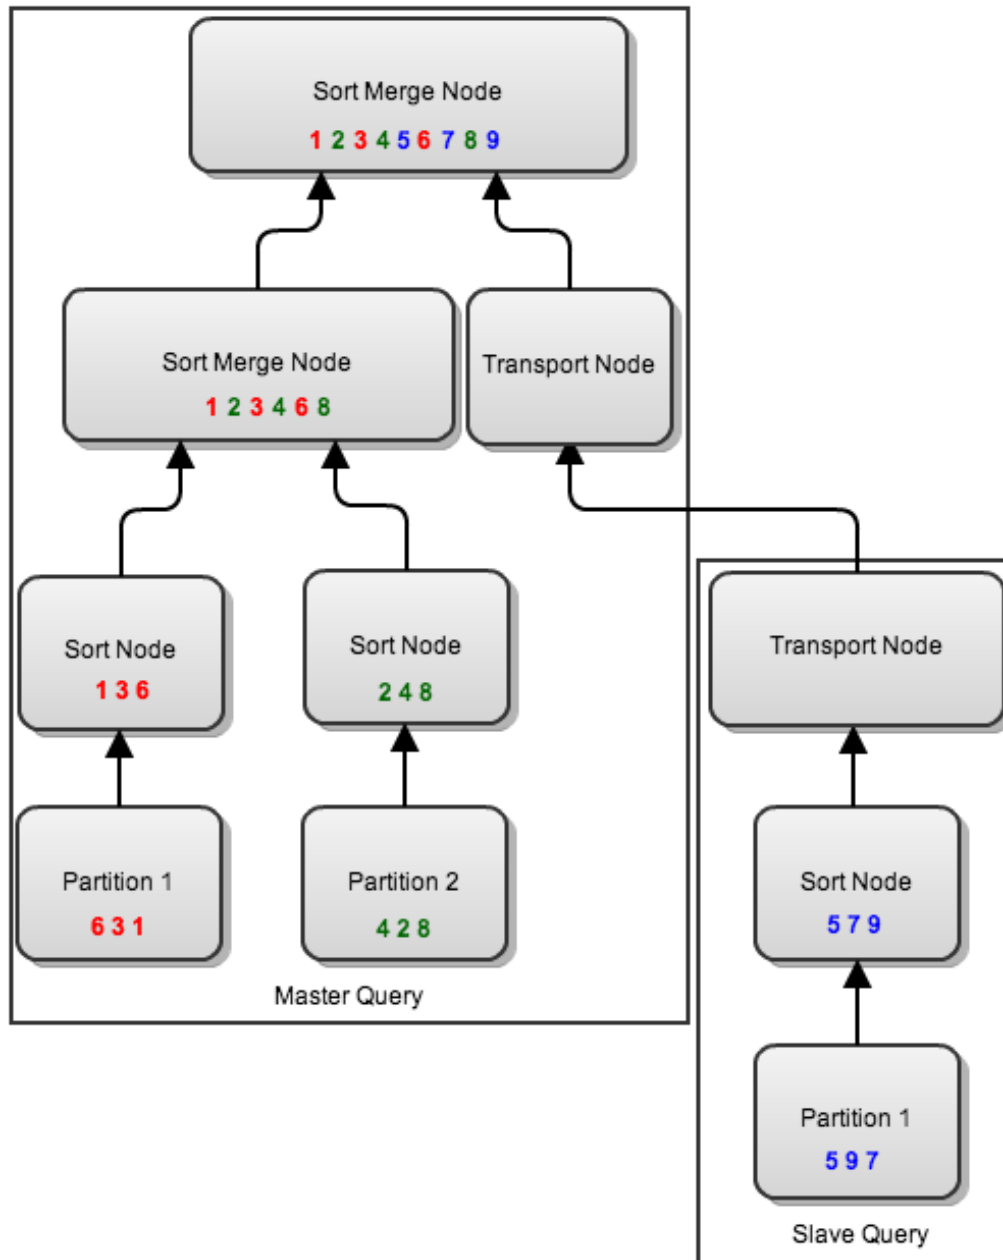 Sort Merge Node
1 2 3 4 5 6 7 8 9
Sort Merge Node
1 2 3 4 6 8
Transport Node
Sort Node
1 3 6
Sort Node
2 4 8
Transport Node
Partition 1
6 3 1
Partition 2
4 2 8
Sort Node
5 7 9
Master Query
Partition 1
5 9 7
Slave Query